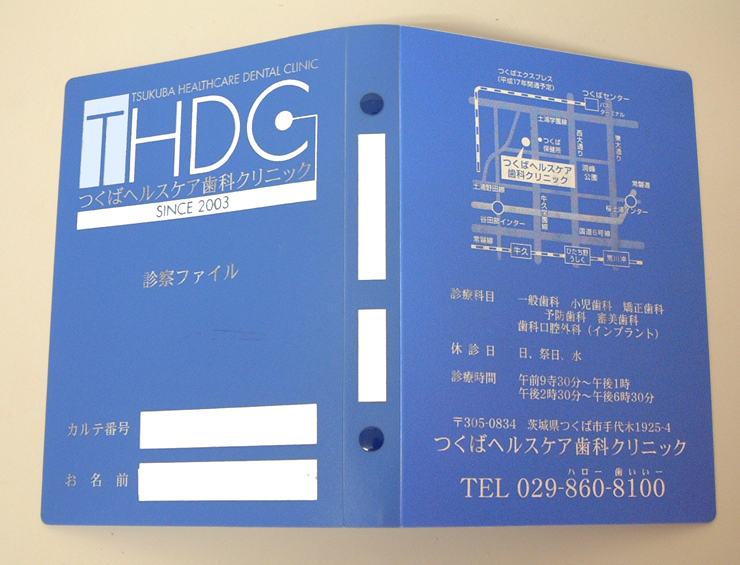 TSUKUBA HEALTHCARE DENTAL CLINIC
THDC
つくばヘルスケア歯科クリニック
SINCE 2003
診察ファイル
カルテ番号
お名前
つくばエクスプレス
(平成17年開通予定)
つくばセンター
バス
ターミナル
土浦学園線
つくば
保健所
西大通り
東大通り
つくばヘルスケア
歯科クリニック
洞峰
公園
土浦野田線
常磐道
牛久学園線
桜土浦インター
谷田部インター
国道6号線
常磐線
牛久
ひたち野
うしく
荒川沖
診療科目 一般歯科 小児歯科 矯正歯科
予防歯科 審美歯科
歯科口腔外科(インプラント)
休診日 日、祭日、水
診療時間 午前9寺30分〜午後1時
午後2時30分〜午後6時30分
〒305-0834 茨城県つくば市手代木1925-4
つくばヘルスケア歯科クリニック
ハロー 歯いいー
TEL 029-860-8100